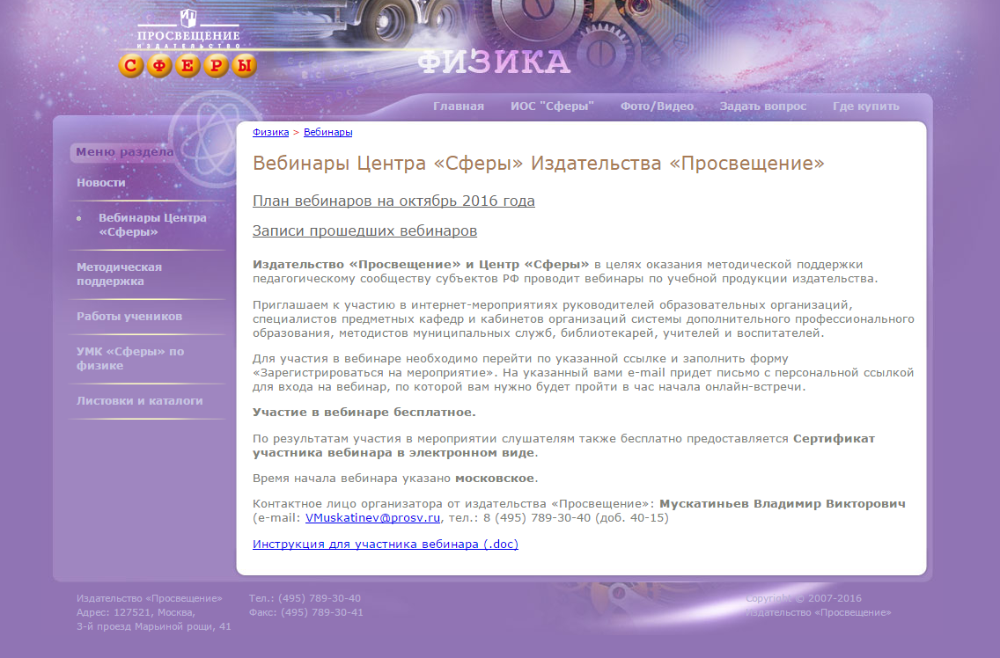 ПРОСВЕЩЕНИЕ
ИЗДАТЕЛЬСТВО
СФЕРЫ
ФИЗИКА
Главная ИОС "Сферы" Фото/Видео Задать вопрос Где купить
Меню раздела
Новости
Вебинары Центра
«Сферы»
Методическая
поддержка
Работы учеников
УМК «Сферы» по
физике
Листовки и каталоги
Физика > Вебинары
Вебинары Центра «Сферы» Издательства «Просвещение»
План вебинаров на октябрь 2016 года
Записи прошедших вебинаров
Издательство «Просвещение» и Центр «Сферы» в целях оказания методической поддержки
педагогическому сообществу субъектов РФ проводит вебинары по учебной продукции издательства.
Приглашаем к участию в интернет-мероприятиях руководителей образовательных организаций,
специалистов предметных кафедр и кабинетов организаций системы дополнительного профессионального
образования, методистов муниципальных служб, библиотекарей, учителей и воспитателей.
Для участия в вебинаре необходимо перейти по указанной ссылке и заполнить форму
«Зарегистрироваться на мероприятие». На указанный вами e-mail придет письмо с персональной ссылкой
для входа на вебинар, по которой вам нужно будет пройти в час начала онлайн-встречи.
Участие в вебинаре бесплатное.
По результатам участия в мероприятии слушателям также бесплатно предоставляется Сертификат
участника вебинара в электронном виде.
Время начала вебинара указано московское.
Контактное лицо организатора от издательства «Просвещение»: Мускатиньев Владимир Викторович
(e-mail: VMuskatinev@prosv.ru, тел.: 8 (495) 789-30-40 (доб. 40-15)
Инструкция для участника вебинара (.doc)
Издательство «Просвещение»
Адрес: 127521, Москва,
3-й проезд Марьиной рощи, 41
Тел.: (495) 789-30-40
Факс: (495) 789-30-41
Copyright © 2007-2016
Издательство «Просвещение»